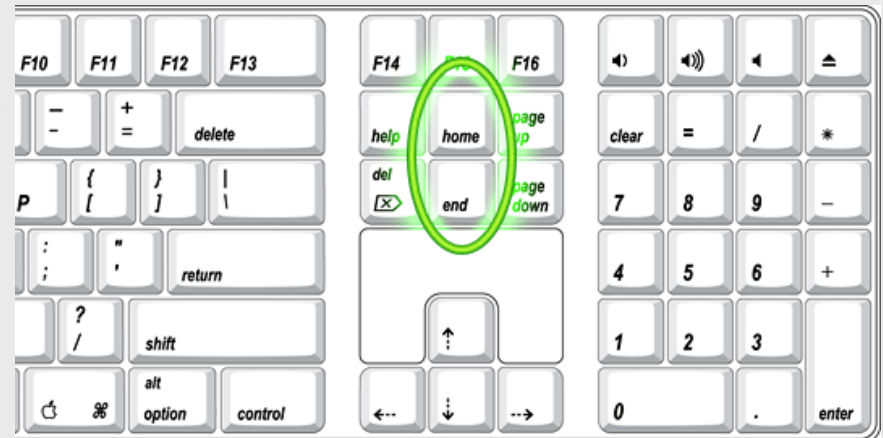 F10 F11 F12 F13 F14 F15 F16
– + delete help home page up clear = / ✳
- =
{ } | del
P [ ] \ end page down 7 8 9 –
: " return 4 5 6 +
; '
? shift 1 2 3
/
alt
⌘ option control 0 . enter